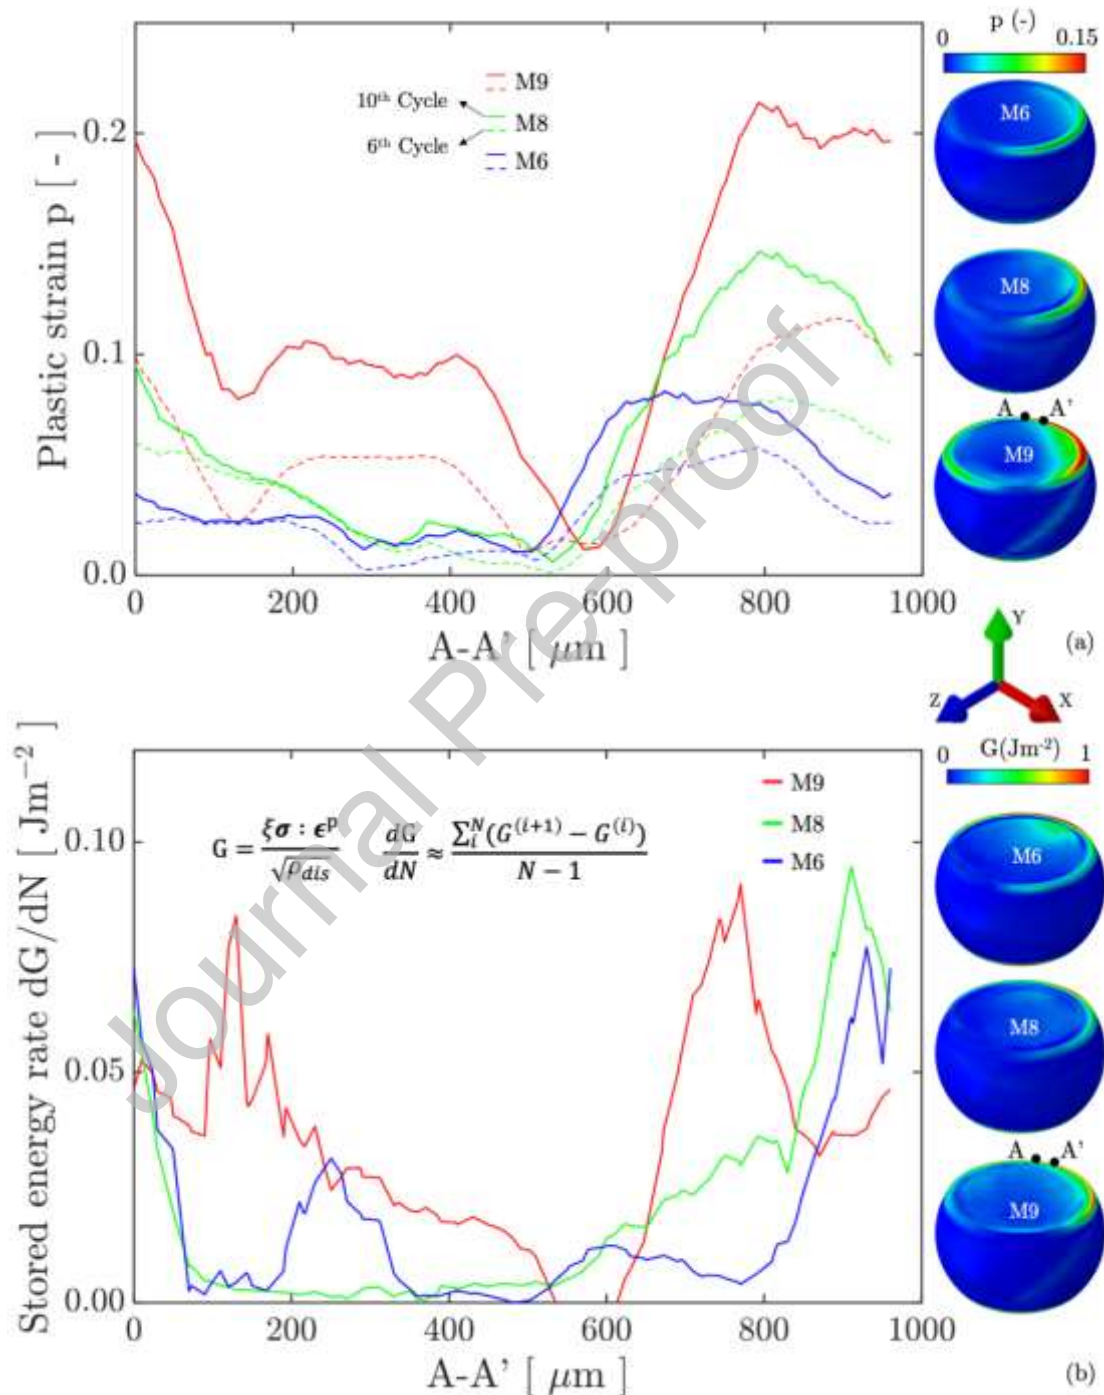 p (-)
0 0.15
0.2
0.1
0.0
Plastic strain p [ - ]
10th Cycle
6th Cycle
M9
M8
M6
M6
M8
A A'
M9
0 200 400 600 800 1000
A-A' [ μm ]
Y
Z X
(a)
Journal Pre-proof
G(Jm-2)
0 1
0.10
0.05
0.00
Stored energy rate dG/dN [ Jm−2 ]
G = ξσ : ϵp / √ρdis dG/dN ≈ ∑iN(G(i+1) − G(i)) / N − 1
M9
M8
M6
M6
M8
A A'
M9
0 200 400 600 800 1000
A-A' [ μm ]
(b)